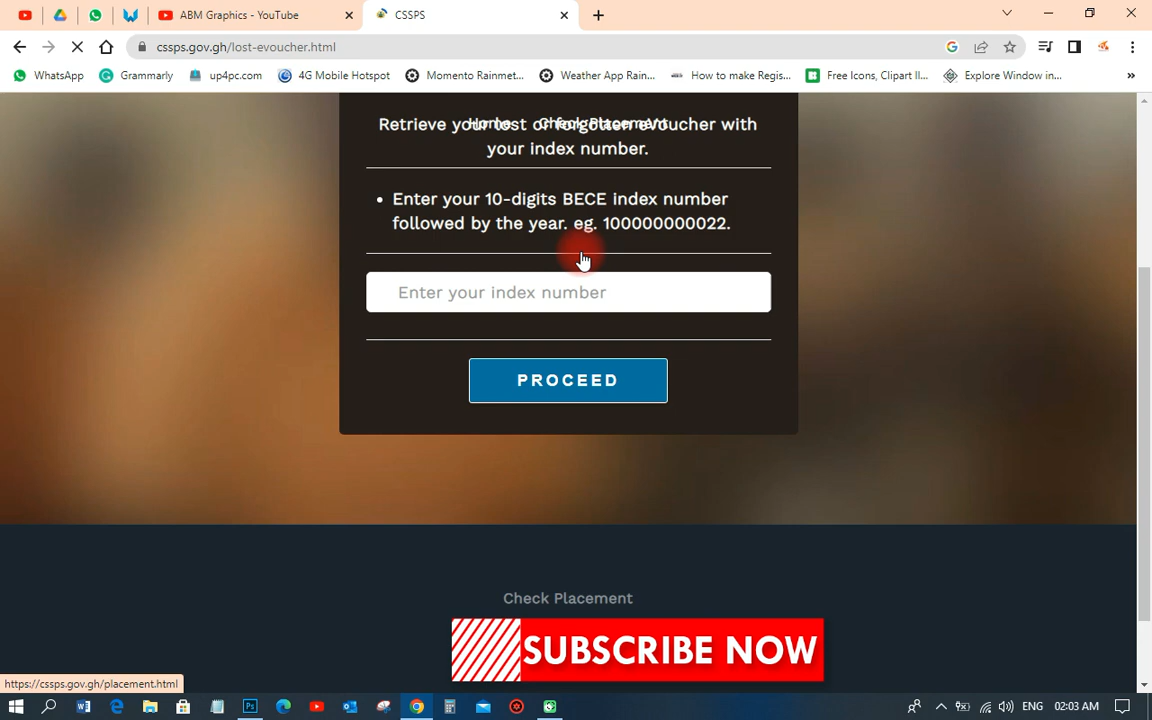 ABM Graphics - YouTube
CSSPS
cssps.gov.gh/lost-evoucher.html
WhatsApp
Grammarly
up4pc.com
4G Mobile Hotspot
Momento Rainmet...
Weather App Rain...
How to make Regis...
Free Icons, Clipart Il...
Explore Window in...
Home Check Placement
Retrieve your lost or forgotten eVoucher with
your index number.
• Enter your 10-digits BECE index number
followed by the year. eg. 100000000022.
Enter your index number
PROCEED
Check Placement
SUBSCRIBE NOW
https://cssps.gov.gh/placement.html
ENG
02:03 AM